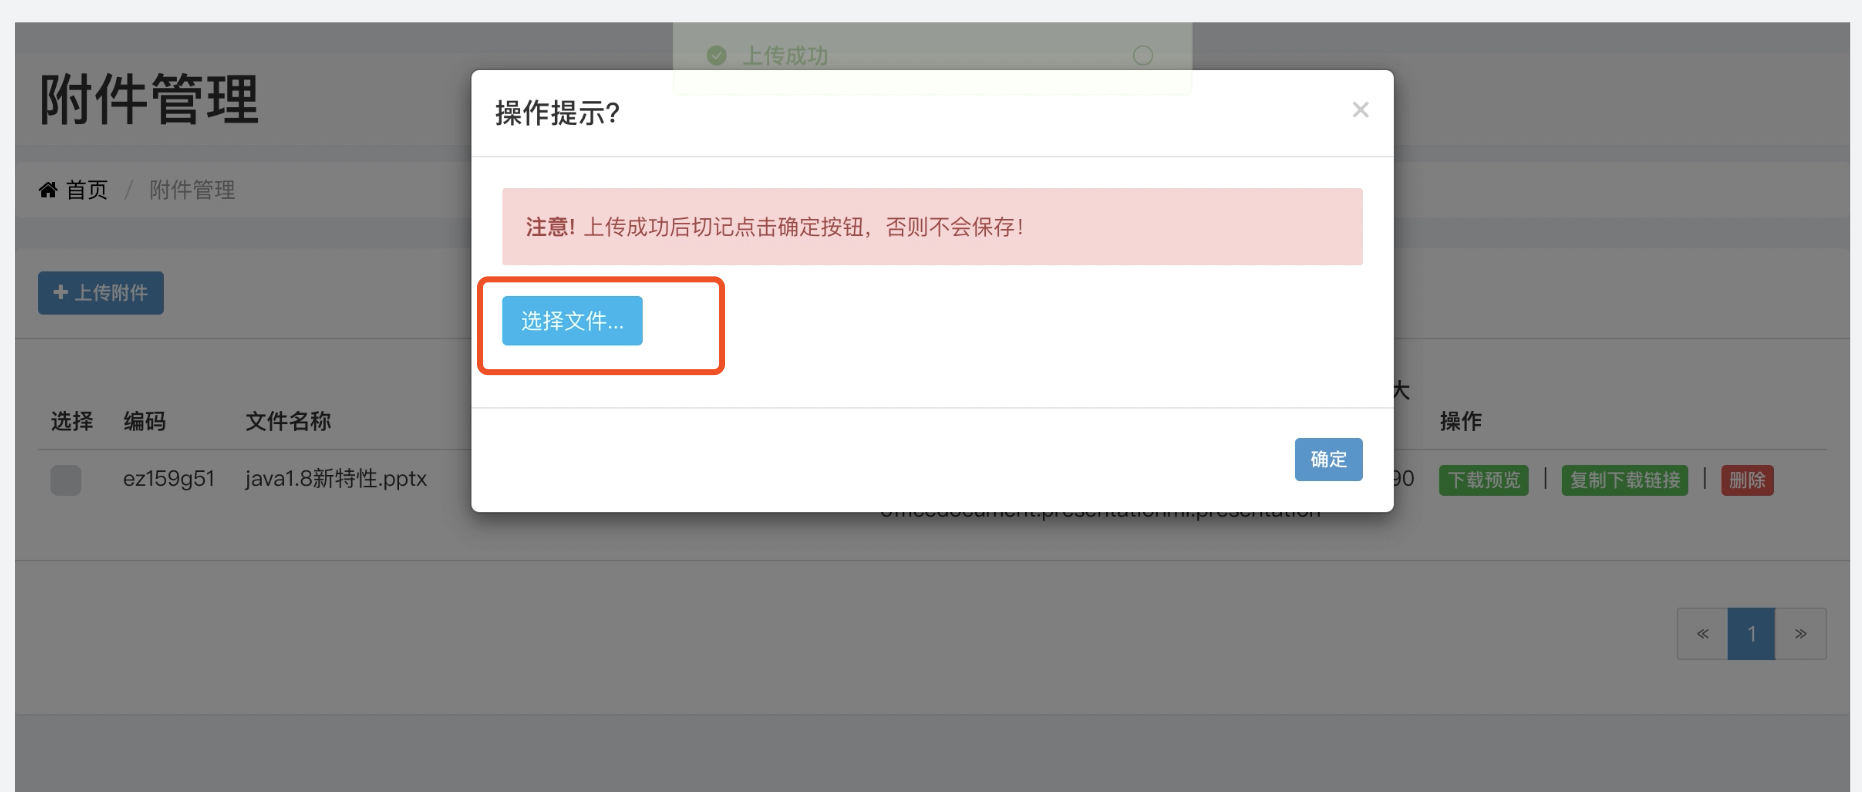 上传成功
附件管理
操作提示?
×
首页 / 附件管理
注意! 上传成功后切记点击确定按钮，否则不会保存!
+ 上传附件
选择文件...
大
选择 编码 文件名称 操作
确定
ez159g51 java1.8新特性.pptx 90 下载预览 | 复制下载链接 | 删除
officedocument.presentationml.presentation
« 1 »